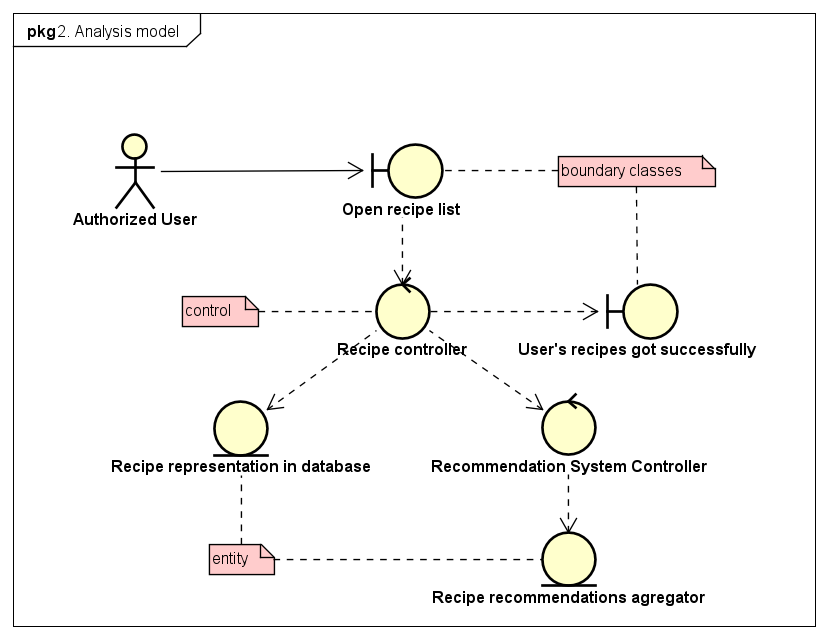 pkg 2. Analysis model
Authorized User
Open recipe list
boundary classes
control
Recipe controller
User's recipes got successfully
Recipe representation in database
Recommendation System Controller
entity
Recipe recommendations agregator